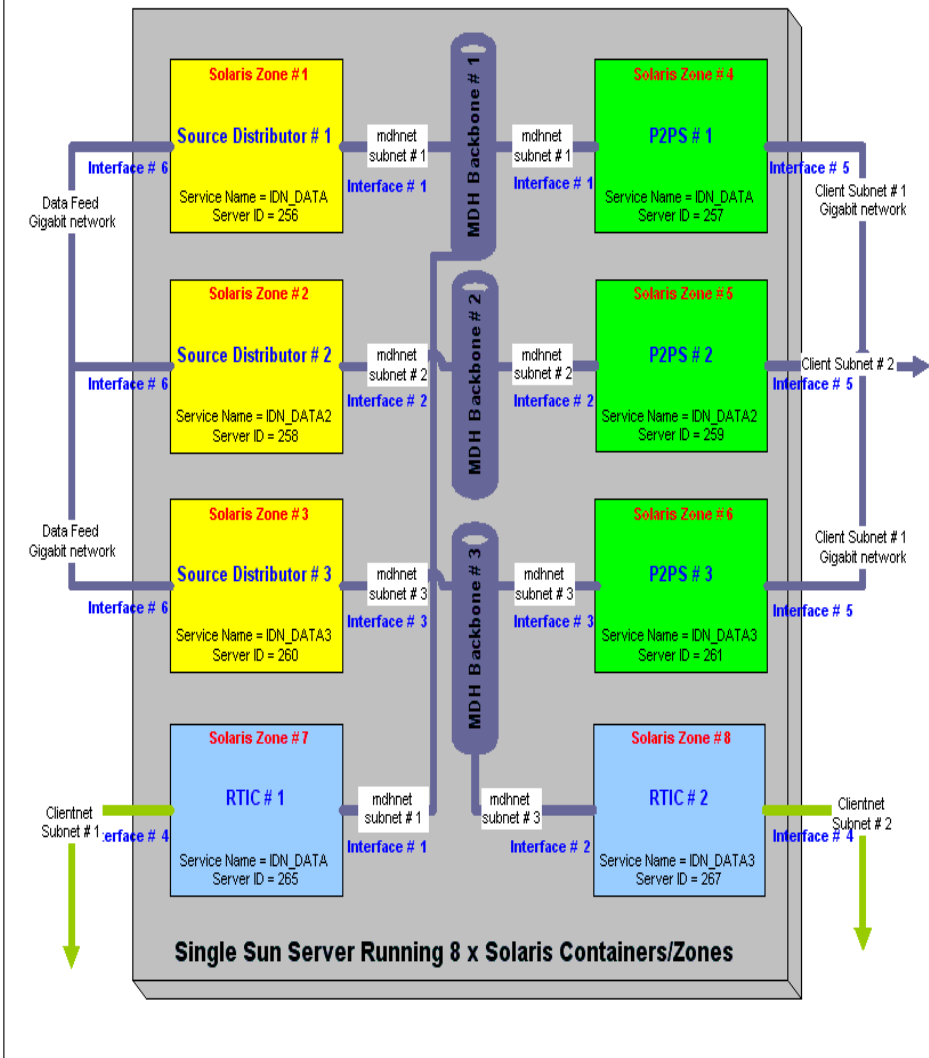 Solaris Zone #1
Source Distributor # 1
Service Name = IDN_DATA
Server ID = 256
Interface # 6
Data Feed
Gigabit network
mdhnet
subnet # 1
Interface # 1
MDH Backbone # 1
mdhnet
subnet # 1
Interface # 1
Solaris Zone #4
P2PS # 1
Service Name = IDN_DATA
Server ID = 257
Interface # 5
Client Subnet # 1
Gigabit network
Solaris Zone #2
Source Distributor # 2
Service Name = IDN_DATA2
Server ID = 258
Interface # 6
mdhnet
subnet # 2
Interface # 2
MDH Backbone # 2
mdhnet
subnet # 2
Interface # 2
Solaris Zone #5
P2PS # 2
Service Name = IDN_DATA2
Server ID = 259
Client Subnet # 2
Interface # 5
Solaris Zone #3
Source Distributor # 3
Service Name = IDN_DATA3
Server ID = 260
Data Feed
Gigabit network
Interface # 6
mdhnet
subnet # 3
Interface # 3
MDH Backbone # 3
mdhnet
subnet # 3
Interface # 3
Solaris Zone #6
P2PS # 3
Service Name = IDN_DATA3
Server ID = 261
Client Subnet # 1
Gigabit network
Interface # 5
Solaris Zone #7
RTIC # 1
Service Name = IDN_DATA
Server ID = 265
Clientnet
Subnet # 1
erface # 4
mdhnet
subnet # 1
Interface # 1
mdhnet
subnet # 3
Interface # 2
Solaris Zone #8
RTIC # 2
Service Name = IDN_DATA3
Server ID = 267
Clientnet
Subnet # 2
Interface # 4
Single Sun Server Running 8 x Solaris Containers/Zones